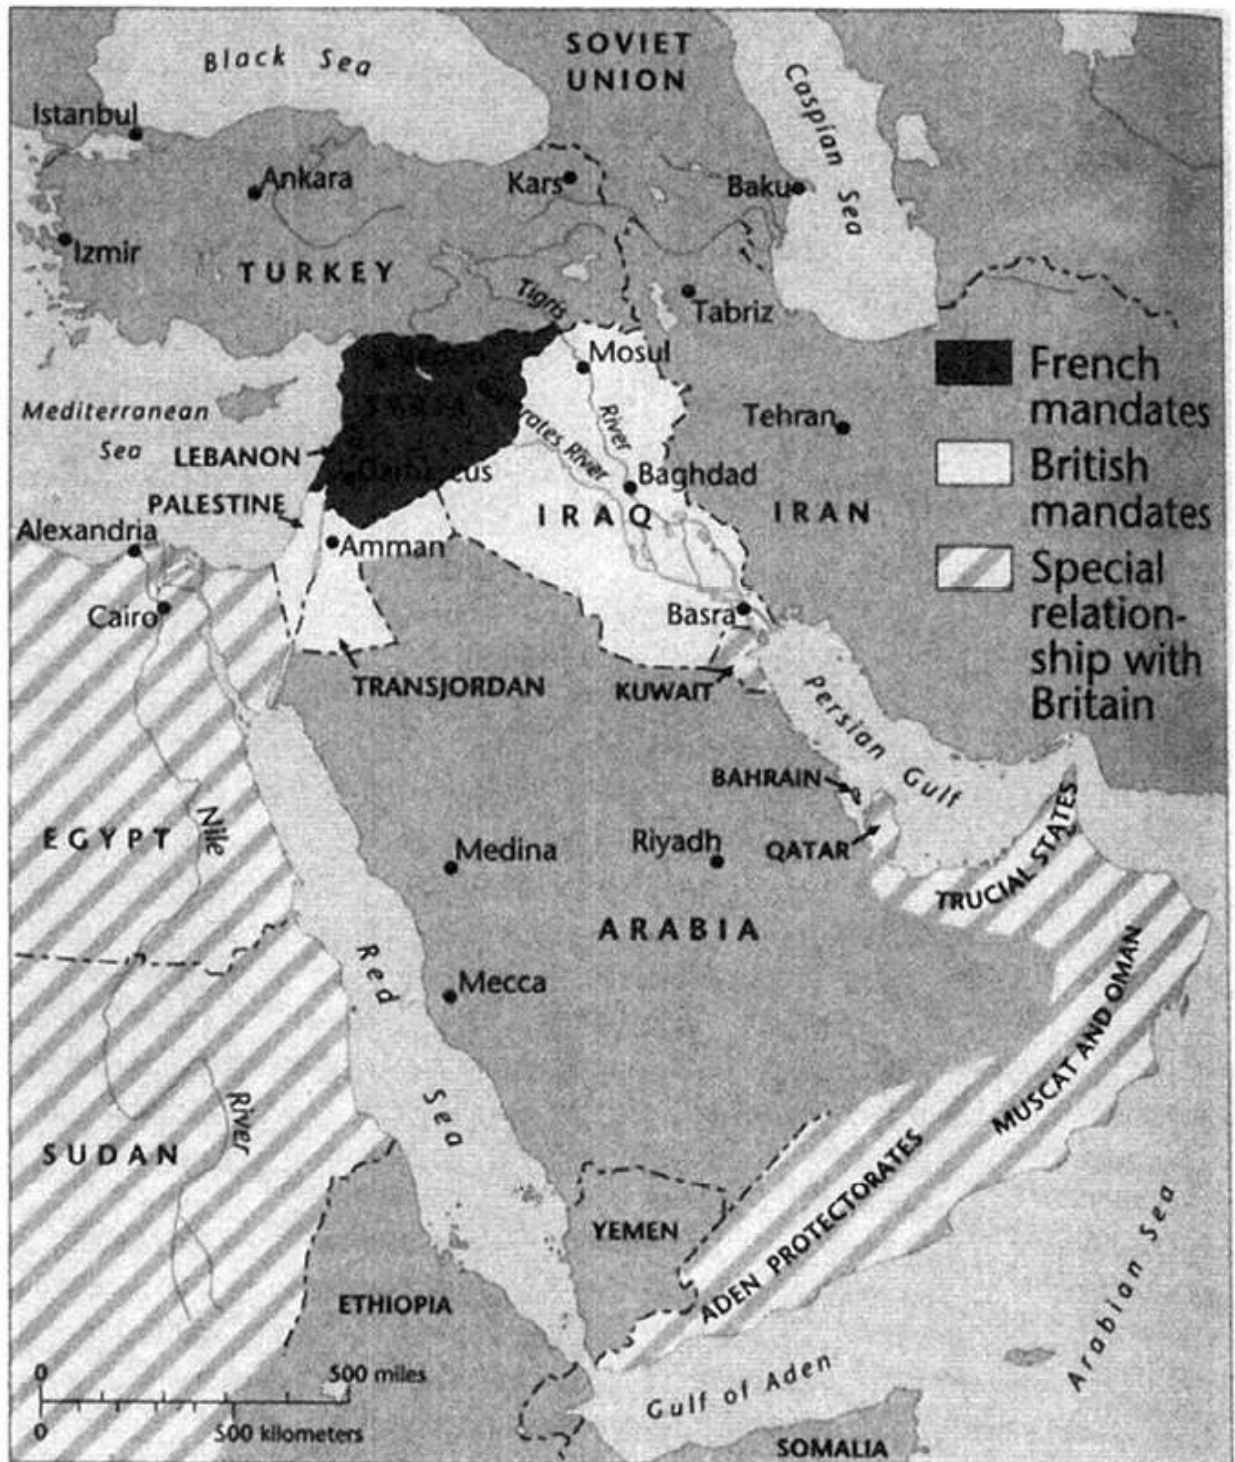 Black Sea
SOVIET
UNION
Caspian Sea
Istanbul
Ankara
Kars
Baku
Izmir
TURKEY
Tigris
Tabriz
Mosul
French
mandates
Mediterranean
Sea
River
Tehran
LEBANON
River
Damascus
Baghdad
British
mandates
PALESTINE
IRAQ
IRAN
Alexandria
Amman
Special
relation-
ship with
Britain
Cairo
Basra
TRANSJORDAN
KUWAIT
Persian Gulf
BAHRAIN
EGYPT
Nile
Medina
Riyadh
QATAR
TRUCIAL STATES
ARABIA
Red
Sea
Mecca
MUSCAT AND OMAN
River
SUDAN
YEMEN
ADEN PROTECTORATES
ETHIOPIA
Arabian Sea
0
500 miles
0
500 kilometers
Gulf of Aden
SOMALIA